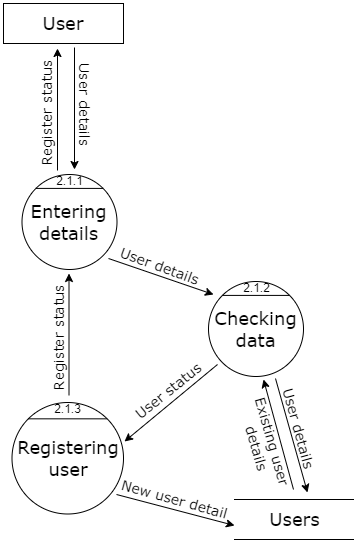 User
Register status
User details
2.1.1
Entering
details
User details
2.1.2
Checking
data
Register status
User status
2.1.3
Registering
user
Existing user
details
User details
New user detail
Users